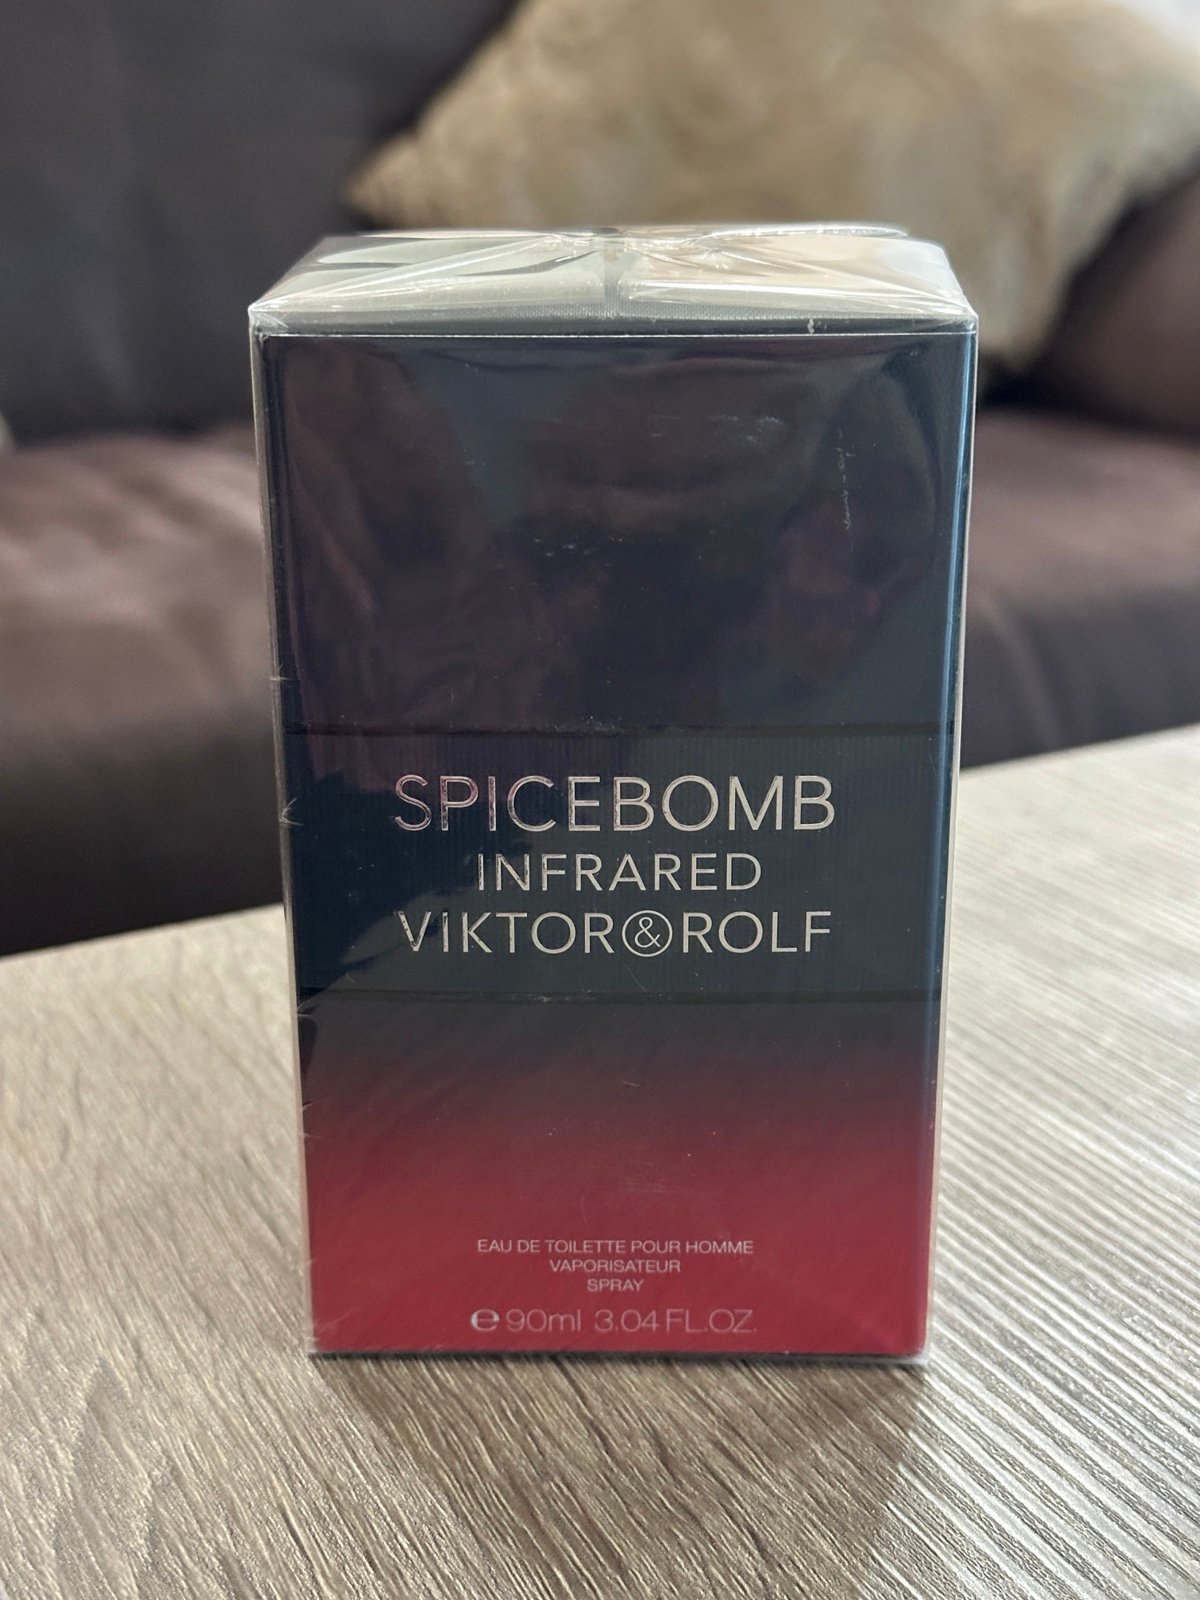 SPICEBOMB
INFRARED
VIKTOR&ROLF
EAU DE TOILETTE POUR HOMME
VAPORISATEUR
SPRAY
℮ 90ml 3.04 FL.OZ.